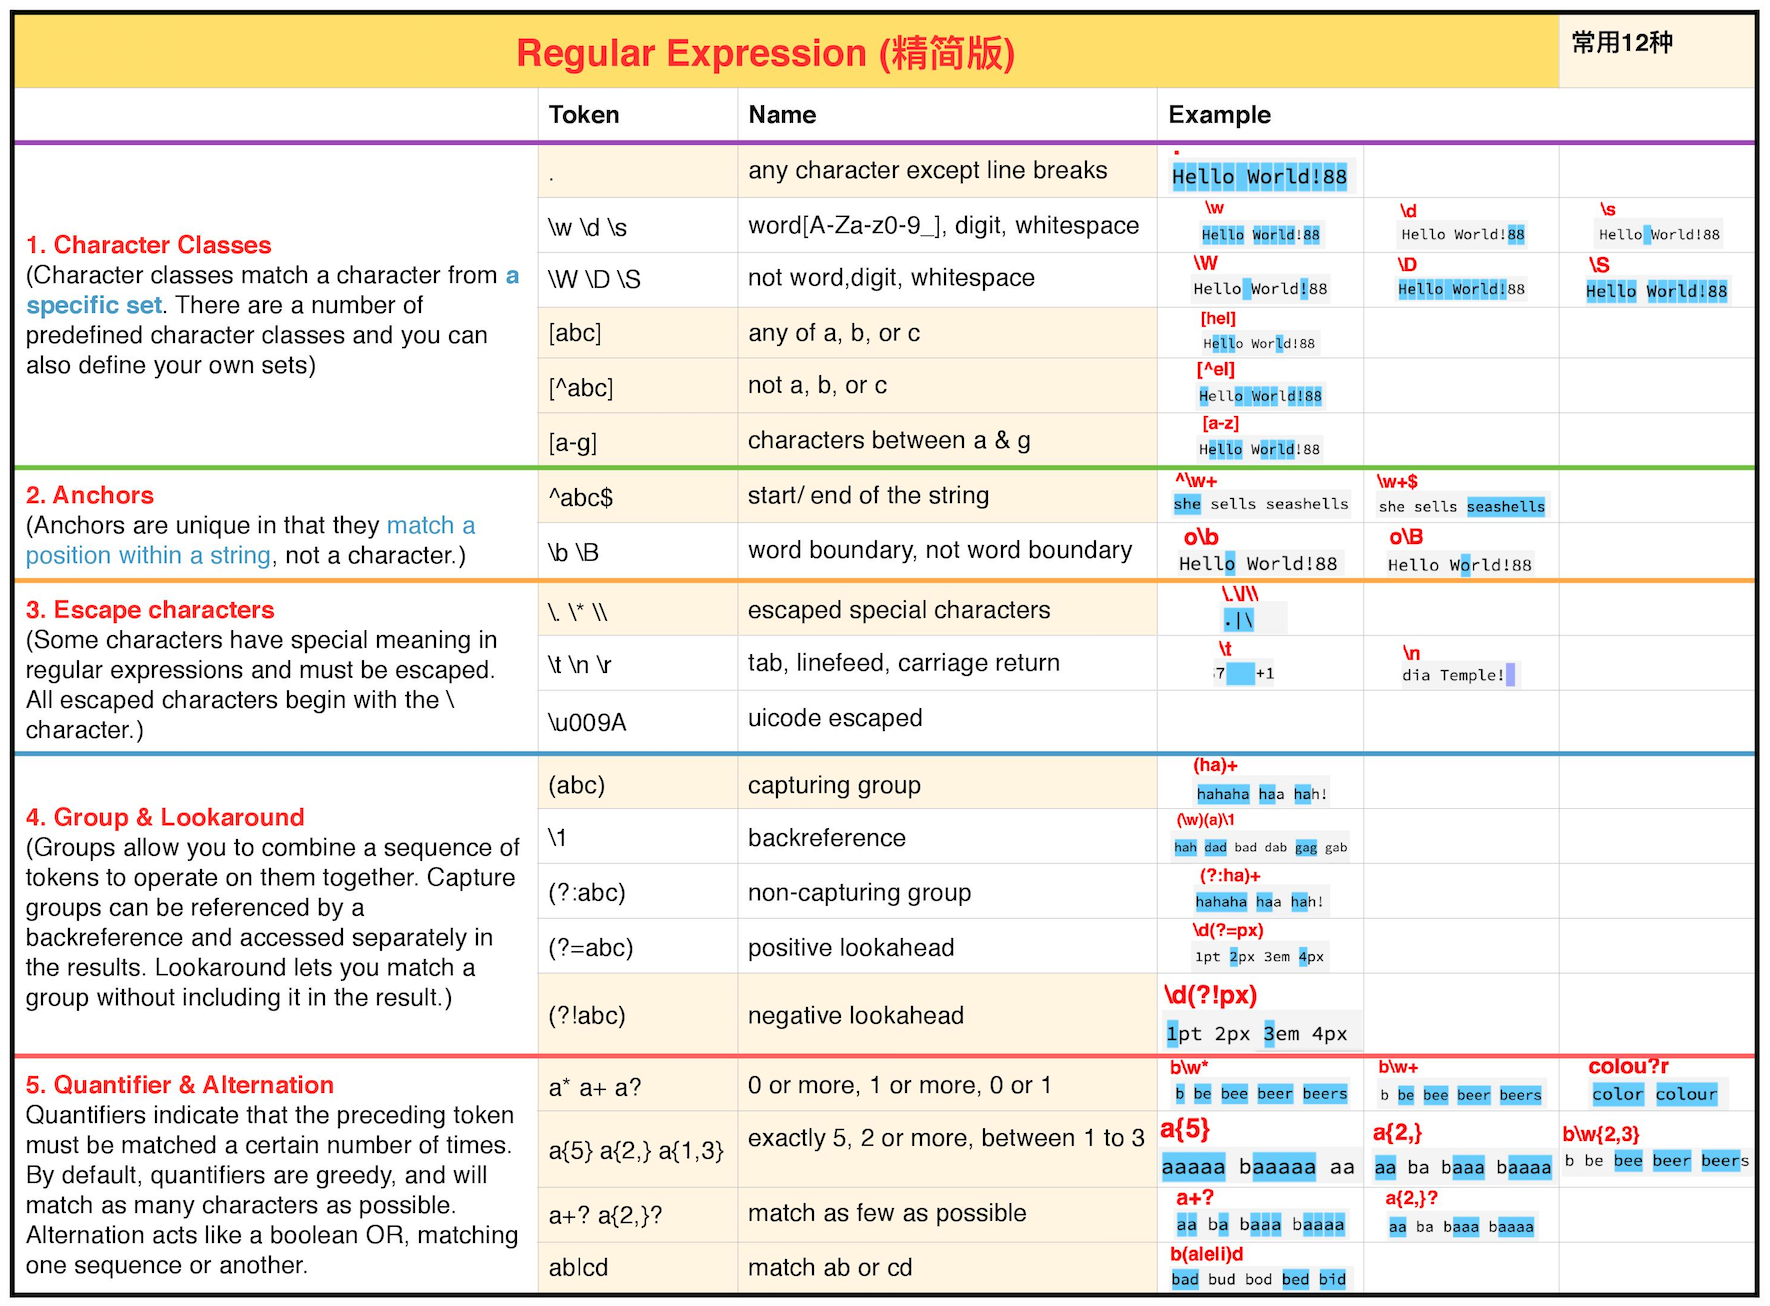 Regular Expression (精简版)
常用12种
Token
Name
Example
1. Character Classes
(Character classes match a character from a
specific set. There are a number of
predefined character classes and you can
also define your own sets)
.
any character except line breaks
.
Hello World!88
\w \d \s
word[A-Za-z0-9_], digit, whitespace
\w
Hello World!88
\d
Hello World!88
\s
Hello World!88
\W \D \S
not word,digit, whitespace
\W
Hello World!88
\D
Hello World!88
\S
Hello World!88
[abc]
any of a, b, or c
[hel]
Hello World!88
[^abc]
not a, b, or c
[^el]
Hello World!88
[a-g]
characters between a & g
[a-z]
Hello World!88
2. Anchors
(Anchors are unique in that they match a
position within a string, not a character.)
^abc$
start/ end of the string
^\w+
she sells seashells
\w+$
she sells seashells
\b \B
word boundary, not word boundary
o\b
Hello World!88
o\B
Hello World!88
3. Escape characters
(Some characters have special meaning in
regular expressions and must be escaped.
All escaped characters begin with the \
character.)
\. \* \\
escaped special characters
\.\|\\
.|\
\t \n \r
tab, linefeed, carriage return
\t
7 +1
\n
dia Temple!
\u009A
uicode escaped
4. Group & Lookaround
(Groups allow you to combine a sequence of
tokens to operate on them together. Capture
groups can be referenced by a
backreference and accessed separately in
the results. Lookaround lets you match a
group without including it in the result.)
(abc)
capturing group
(ha)+
hahaha haa hah!
\1
backreference
(\w)(a)\1
hah dad bad dab gag gab
(?:abc)
non-capturing group
(?:ha)+
hahaha haa hah!
(?=abc)
positive lookahead
\d(?=px)
1pt 2px 3em 4px
(?!abc)
negative lookahead
\d(?!px)
1pt 2px 3em 4px
5. Quantifier & Alternation
Quantifiers indicate that the preceding token
must be matched a certain number of times.
By default, quantifiers are greedy, and will
match as many characters as possible.
Alternation acts like a boolean OR, matching
one sequence or another.
a* a+ a?
0 or more, 1 or more, 0 or 1
b\w*
b be bee beer beers
b\w+
b be bee beer beers
colou?r
color colour
a{5} a{2,} a{1,3}
exactly 5, 2 or more, between 1 to 3
a{5}
aaaaa baaaaa aa
a{2,}
aa ba baaa baaaa
b\w{2,3}
b be bee beer beers
a+? a{2,}?
match as few as possible
a+?
aa ba baaa baaaa
a{2,}?
aa ba baaa baaaa
ab|cd
match ab or cd
b(a|e|i)d
bad bud bod bed bid